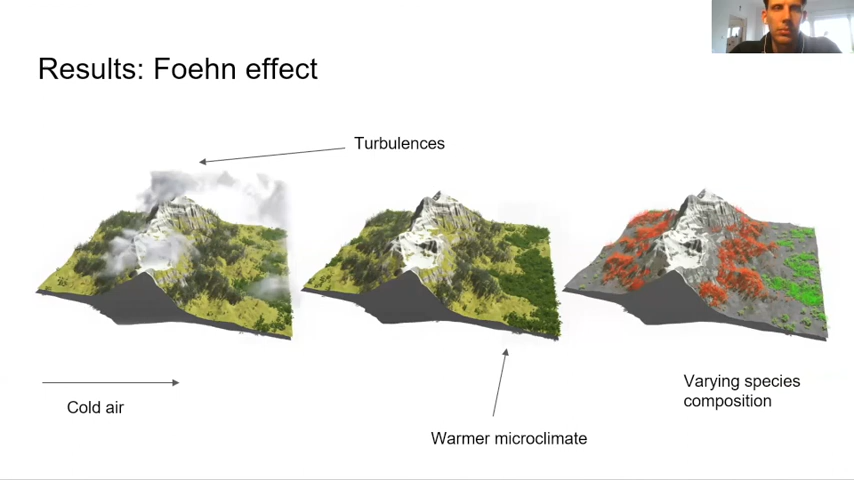 Results: Foehn effect
Turbulences
Cold air
Warmer microclimate
Varying species
composition